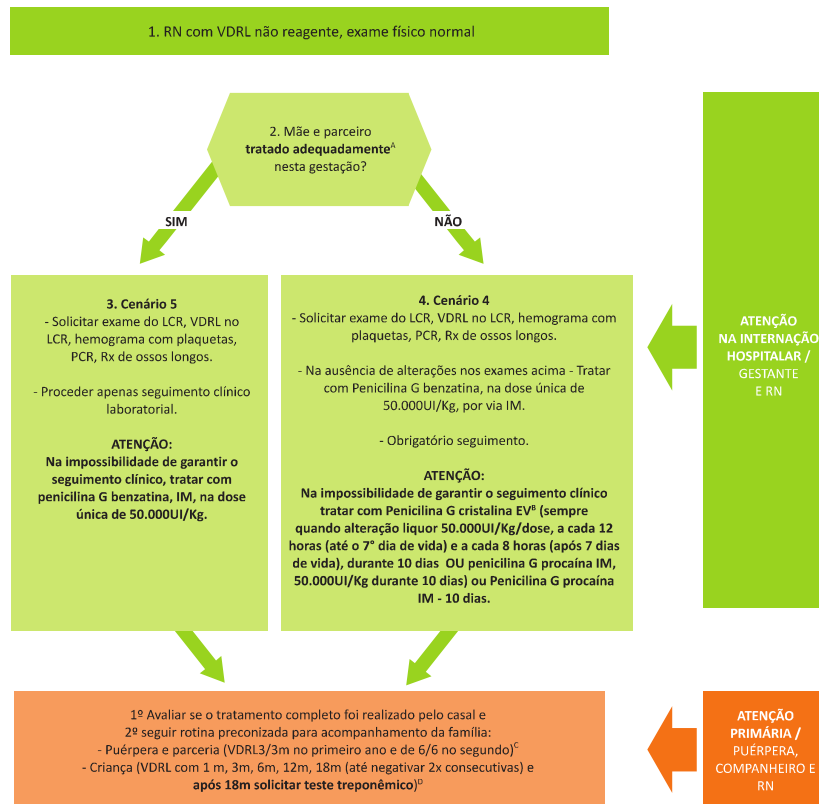 1. RN com VDRL não reagente, exame físico normal
2. Mãe e parceiro
tratado adequadamenteᴬ
nesta gestação?
SIM
NÃO
3. Cenário 5
- Solicitar exame do LCR, VDRL no
LCR, hemograma com plaquetas,
PCR, Rx de ossos longos.
- Proceder apenas seguimento clínico
laboratorial.
ATENÇÃO:
Na impossibilidade de garantir o
seguimento clínico, tratar com
penicilina G benzatina, IM, na dose
única de 50.000UI/Kg.
4. Cenário 4
- Solicitar exame do LCR, VDRL no LCR, hemograma com
plaquetas, PCR, Rx de ossos longos.
- Na ausência de alterações nos exames acima - Tratar
com Penicilina G benzatina, na dose única de
50.000UI/Kg, por via IM.
- Obrigatório seguimento.
ATENÇÃO:
Na impossibilidade de garantir o seguimento clínico
tratar com Penicilina G cristalina EVᴮ (sempre
quando alteração liquor 50.000UI/Kg/dose, a cada 12
horas (até o 7° dia de vida) e a cada 8 horas (após 7 dias
de vida), durante 10 dias OU penicilina G procaína IM,
50.000UI/Kg durante 10 dias) ou Penicilina G procaína
IM - 10 dias.
ATENÇÃO
NA INTERNAÇÃO
HOSPITALAR /
GESTANTE
E RN
1º Avaliar se o tratamento completo foi realizado pelo casal e
2º seguir rotina preconizada para acompanhamento da família:
- Puérpera e parceria (VDRL3/3m no primeiro ano e de 6/6 no segundo)ᶜ
- Criança (VDRL com 1 m, 3m, 6m, 12m, 18m (até negativar 2x consecutivas) e
após 18m solicitar teste treponêmico)ᴰ
ATENÇÃO
PRIMÁRIA /
PUÉRPERA,
COMPANHEIRO E
RN